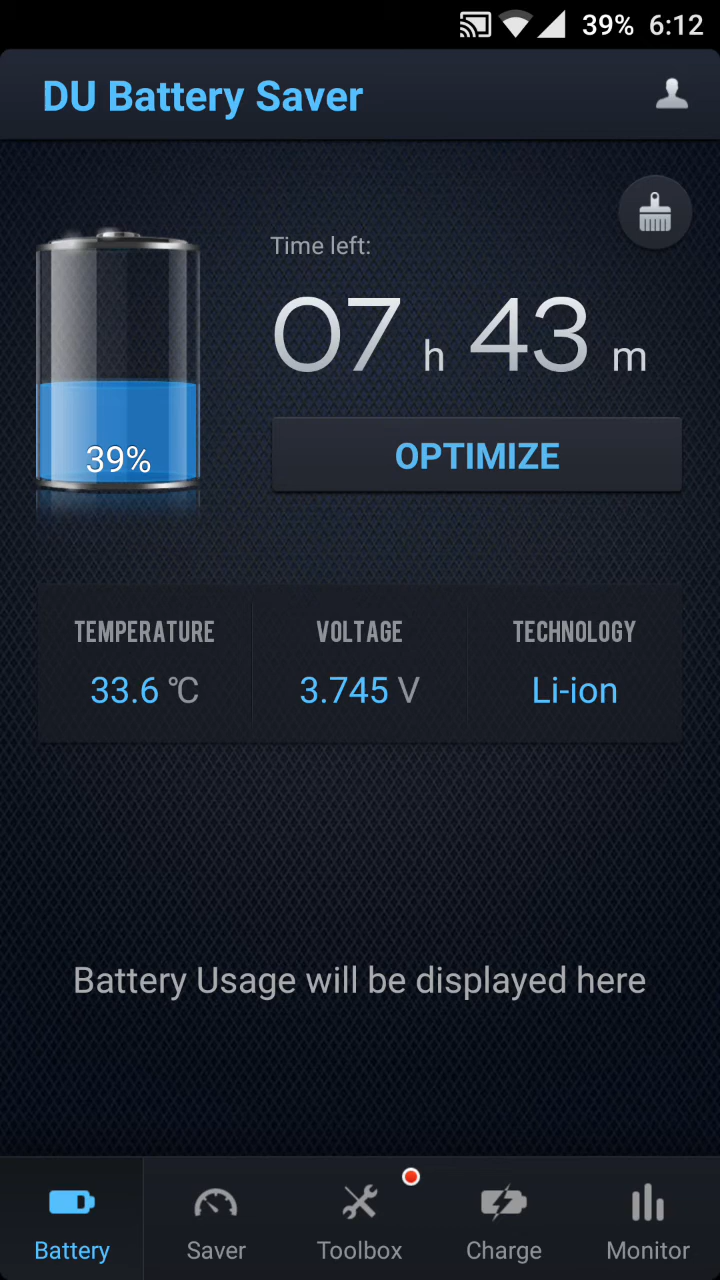 39% 6:12
DU Battery Saver
Time left:
07 h 43 m
39%
OPTIMIZE
TEMPERATURE VOLTAGE TECHNOLOGY
33.6 ℃ 3.745 V Li-ion
Battery Usage will be displayed here
Battery Saver Toolbox Charge Monitor